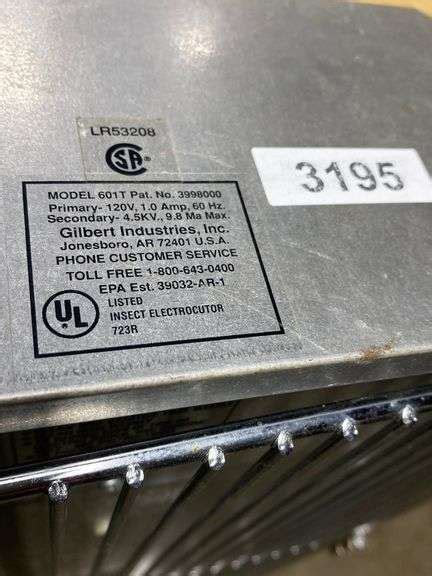 LR53208
CSA
®
3195
MODEL 601T Pat. No. 3998000
Primary- 120V, 1.0 Amp, 60 Hz.
Secondary- 4.5KV., 9.8 Ma Max.
Gilbert Industries, Inc.
Jonesboro, AR 72401 U.S.A.
PHONE CUSTOMER SERVICE
TOLL FREE 1-800-643-0400
EPA Est. 39032-AR-1
UL
®
LISTED
INSECT ELECTROCUTOR
723R